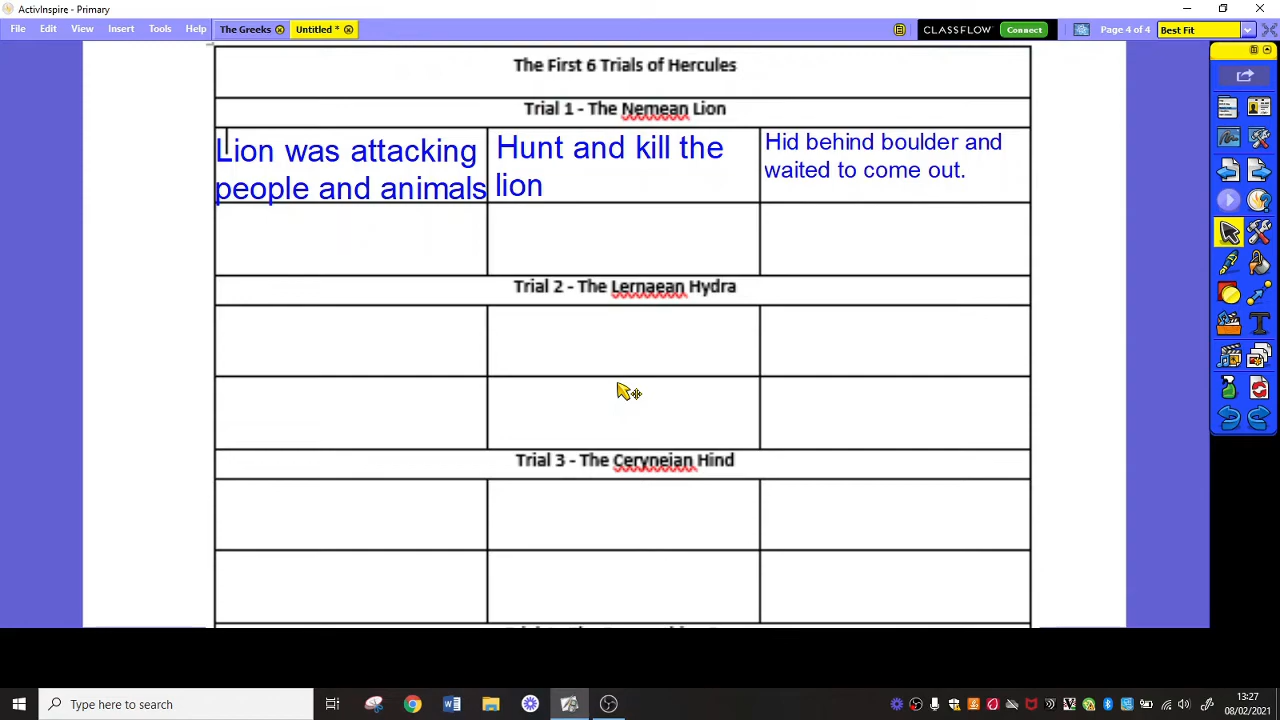 ActivInspire - Primary
File Edit View Insert Tools Help The Greeks Untitled * CLASSFLOW Connect Page 4 of 4 Best Fit
The First 6 Trials of Hercules
Trial 1 - The Nemean Lion
Lion was attacking
people and animals
Hunt and kill the
lion
Hid behind boulder and
waited to come out.
Trial 2 - The Lernaean Hydra
Trial 3 - The Ceryneian Hind
Type here to search
13:27
08/02/2021